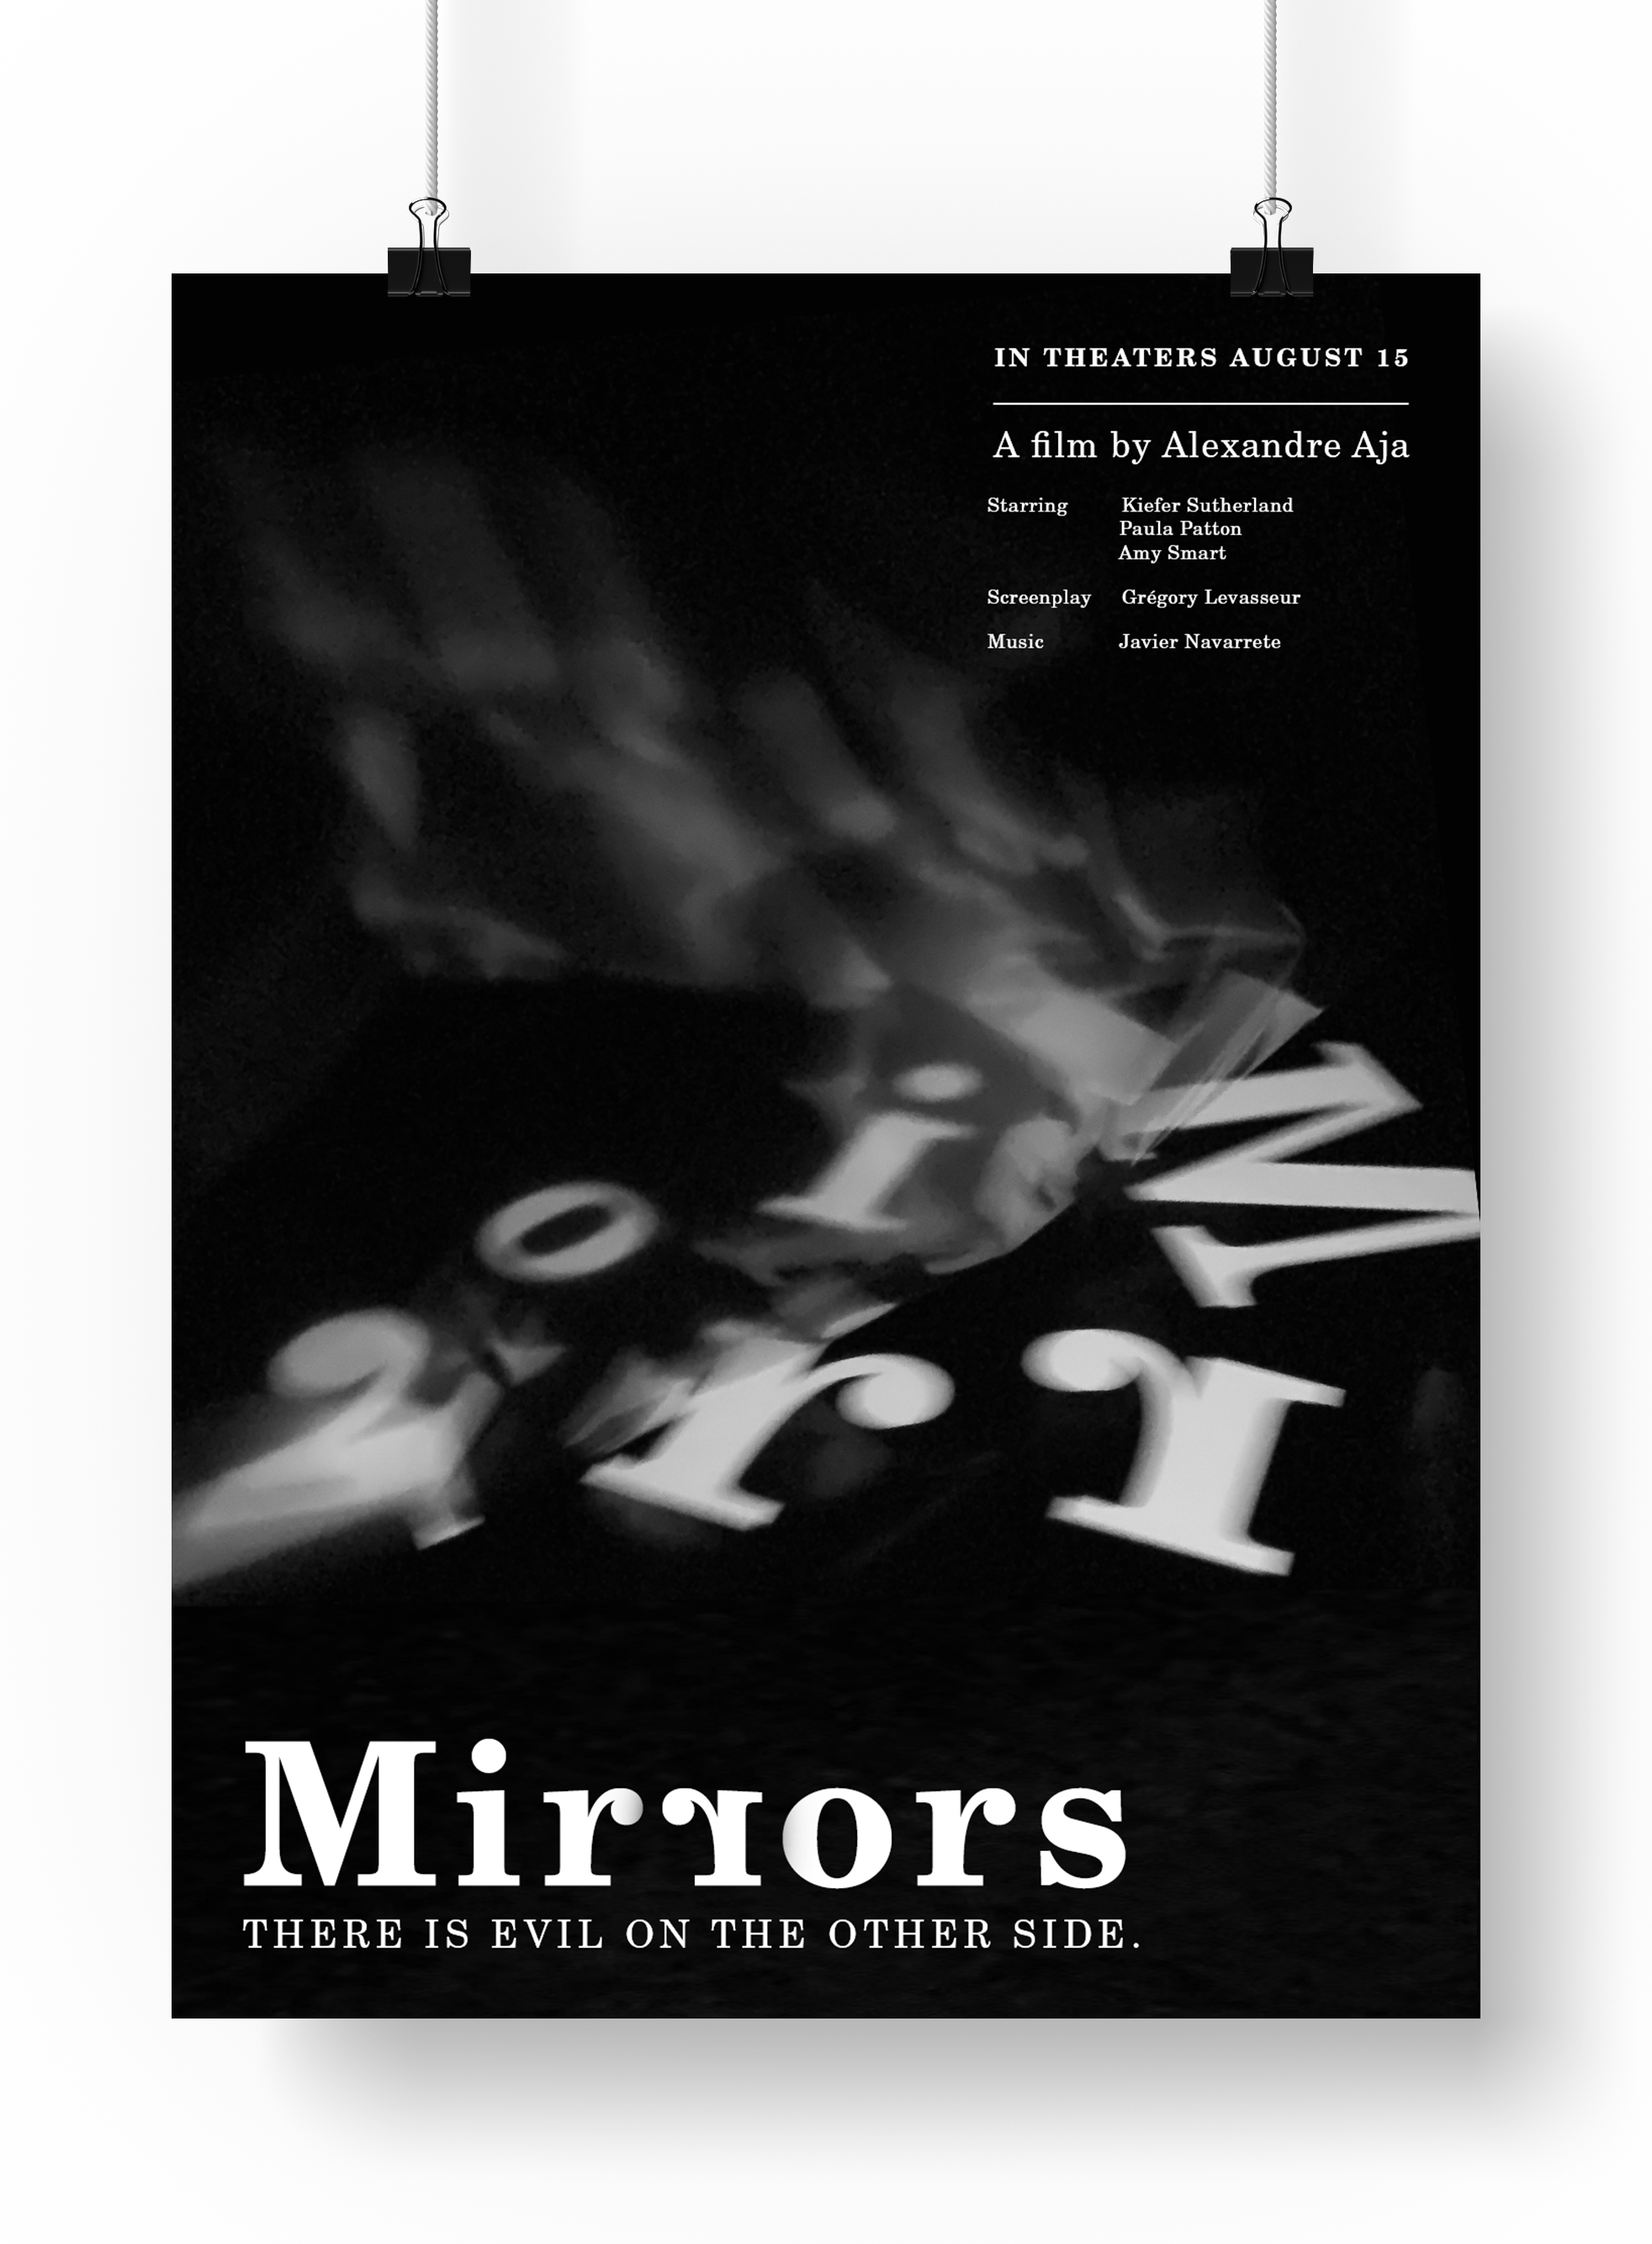 IN THEATERS AUGUST 15
A film by Alexandre Aja
Starring Kiefer Sutherland
Paula Patton
Amy Smart
Screenplay Grégory Levasseur
Music Javier Navarrete
M
i
o
r
r
Mirrors
THERE IS EVIL ON THE OTHER SIDE.